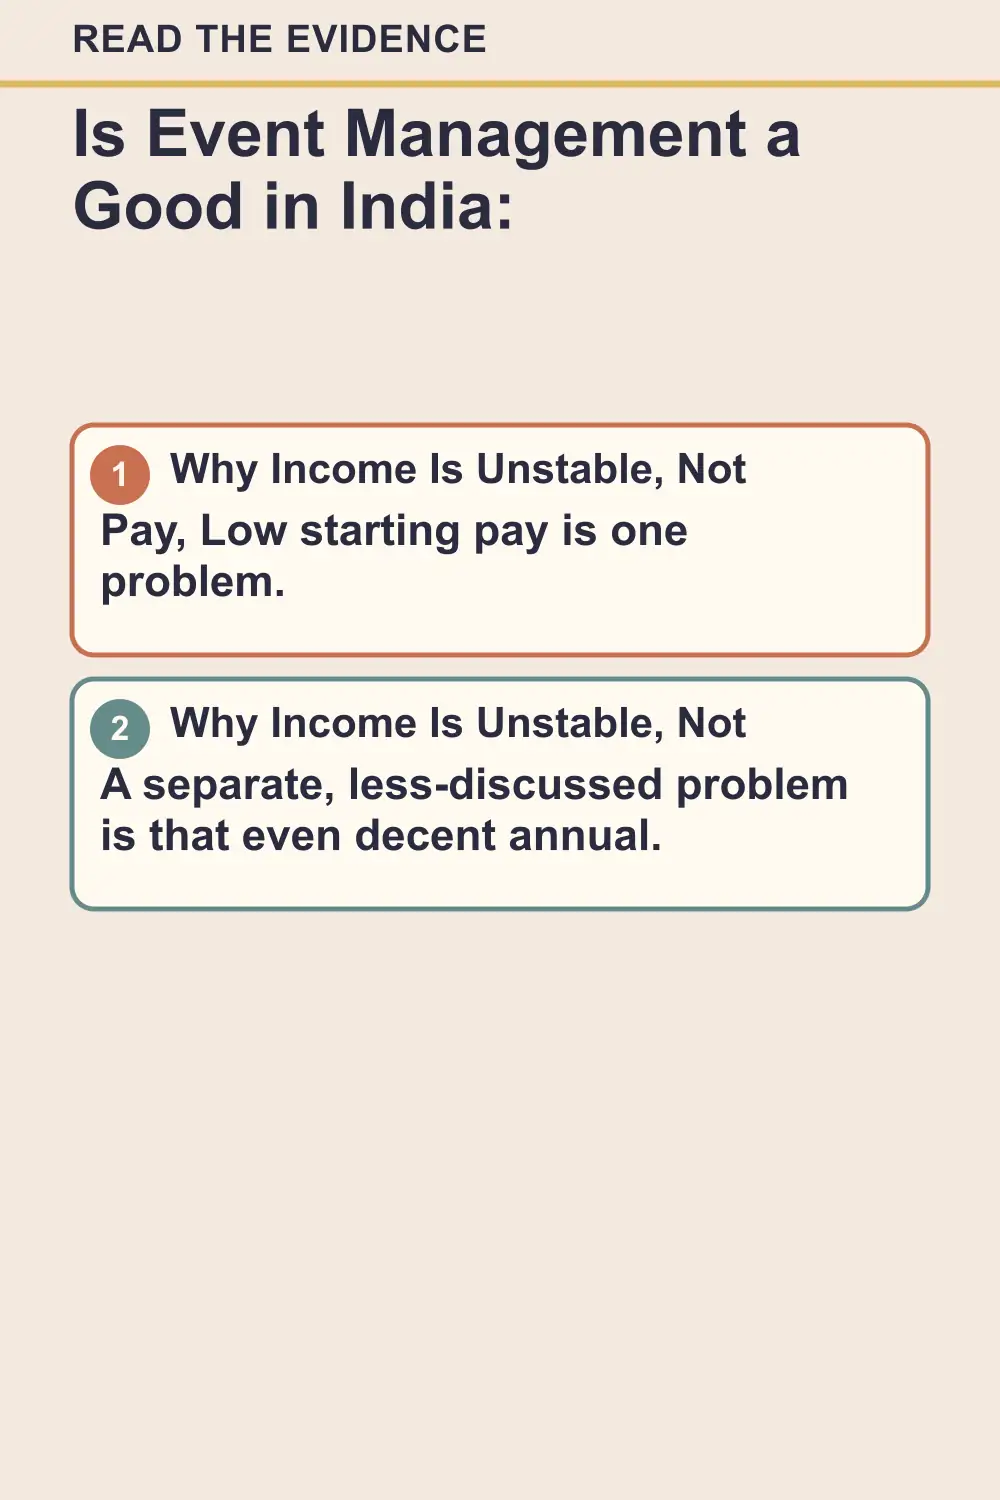 READ THE EVIDENCE
Is Event Management a
Good in India:
1 Why Income Is Unstable, Not
Pay, Low starting pay is one
problem.
2 Why Income Is Unstable, Not
A separate, less-discussed problem
is that even decent annual.